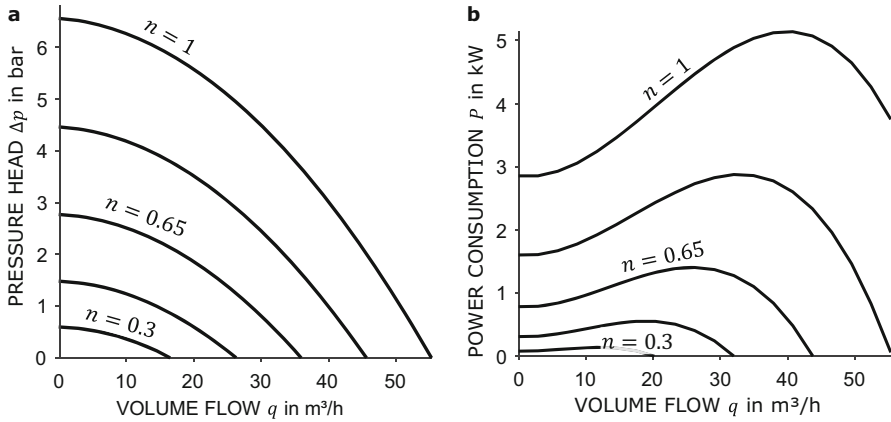 a
PRESSURE HEAD Δp in bar
6
5
4
3
2
1
0
n = 1
n = 0.65
n = 0.3
0 10 20 30 40 50
VOLUME FLOW q in m³/h
b
POWER CONSUMPTION P in kW
5
4
3
2
1
0
n = 1
n = 0.65
n = 0.3
0 10 20 30 40 50
VOLUME FLOW q in m³/h